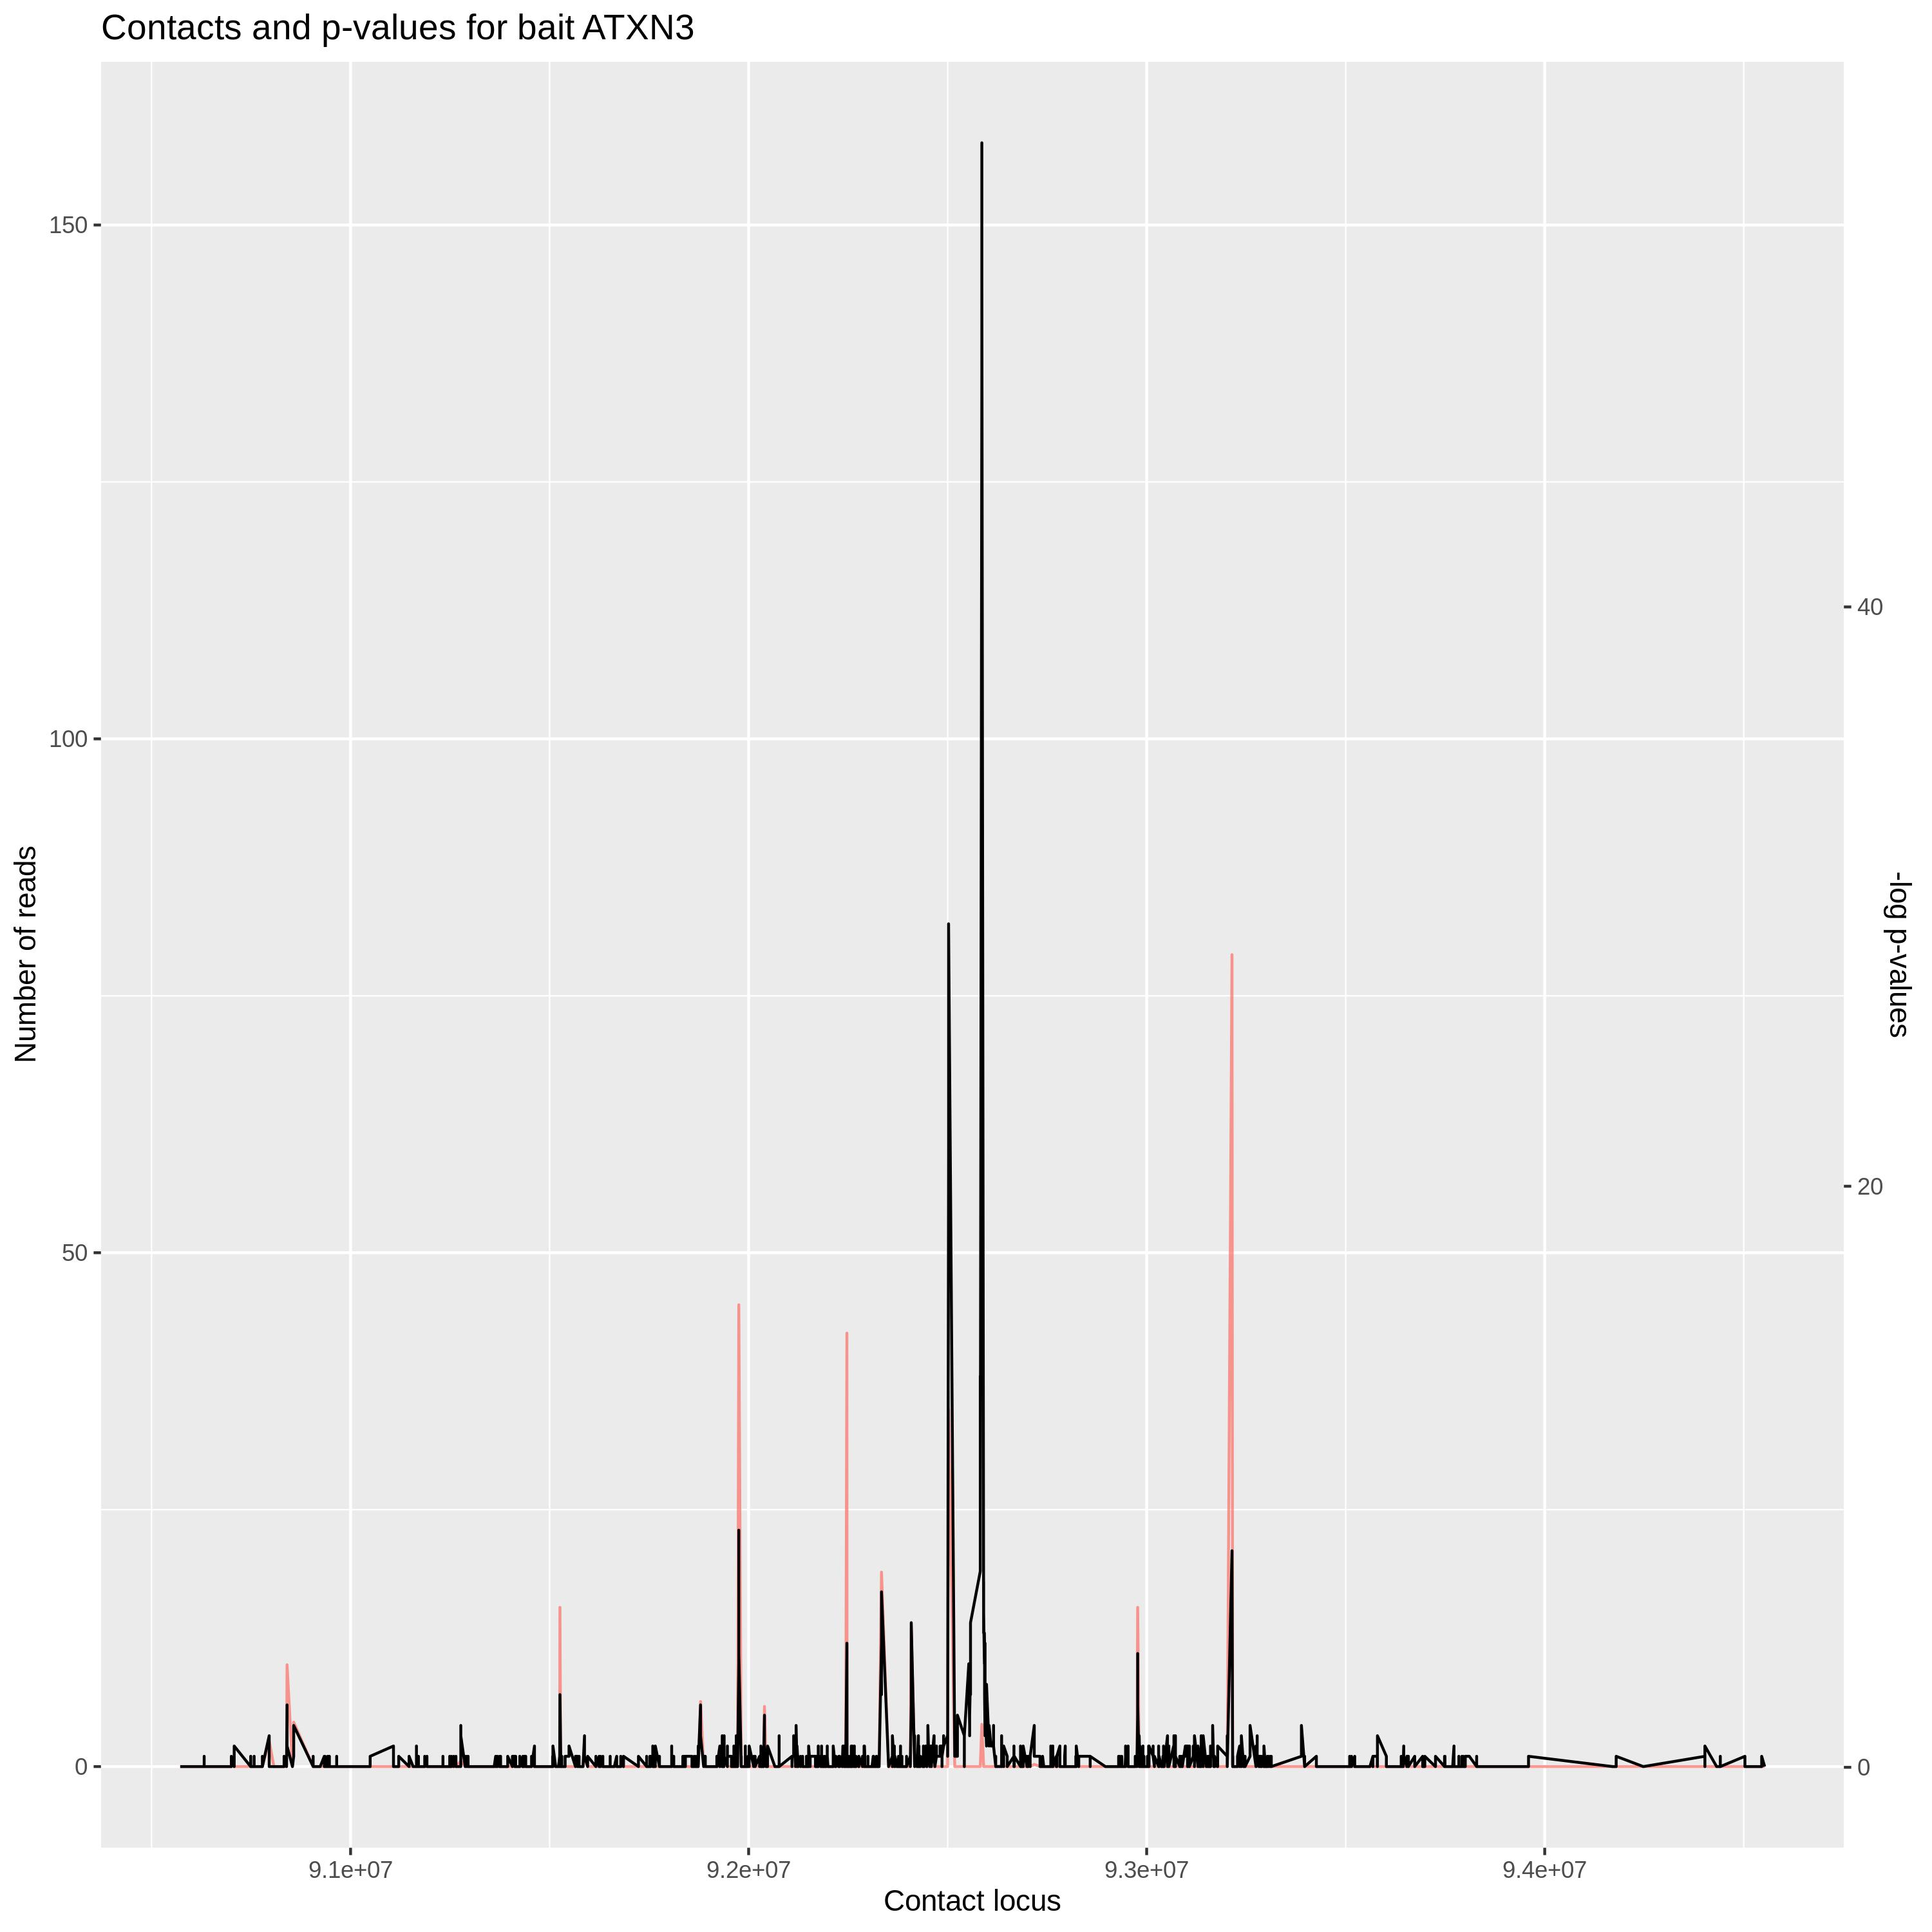 Contacts and p-values for bait ATXN3
150
100
50
0
Number of reads
40
20
0
-log p-values
9.1e+07
9.2e+07
9.3e+07
9.4e+07
Contact locus